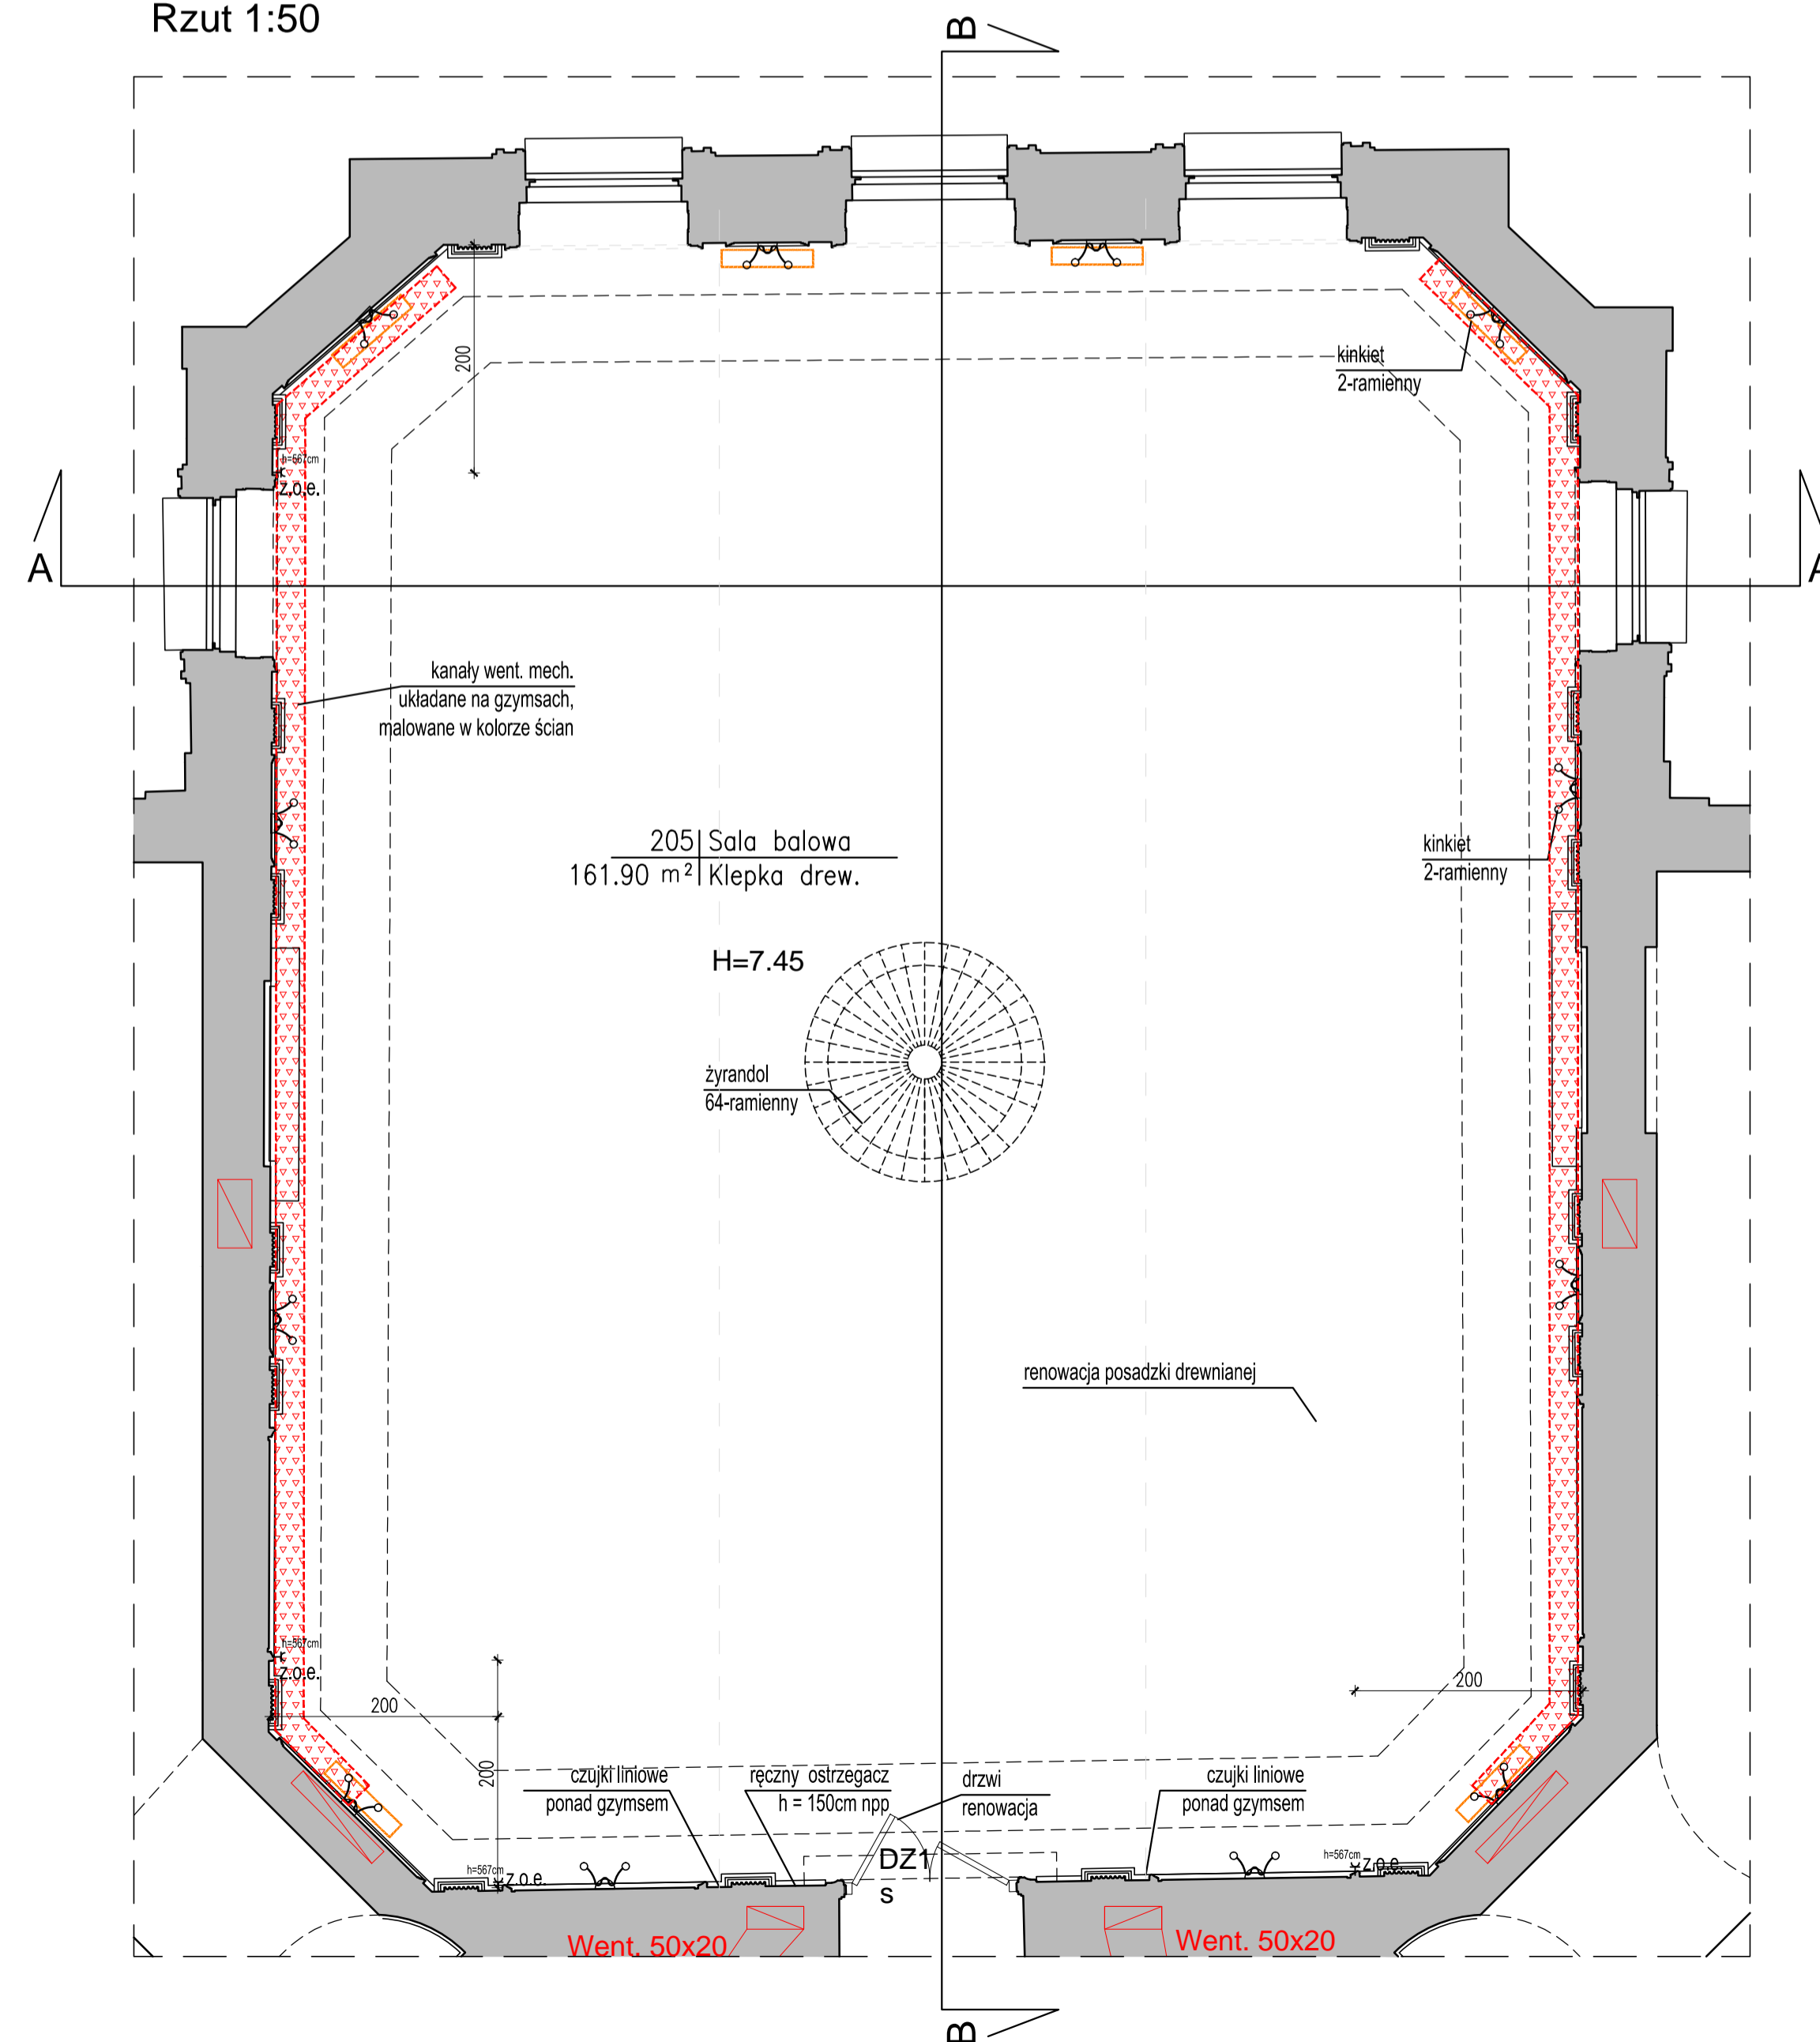 Rzut 1:50
B
kinkiet
2-ramienny
200
h=567cm
z.o.e.
A
A
kanały went. mech.
układane na gzymsach,
malowane w kolorze ścian
205 Sala balowa
161.90 m² Klepka drew.
kinkiet
2-ramienny
H=7.45
żyrandol
64-ramienny
renowacja posadzki drewnianej
h=567cm
z.o.e.
200
200
200
czujki liniowe
ponad gzymsem
ręczny ostrzegacz
h = 150cm npp
drzwi
renowacja
czujki liniowe
ponad gzymsem
h=567cm
z.o.e.
DZ1
s
h=567cm
z.o.e.
Went. 50x20
Went. 50x20
B